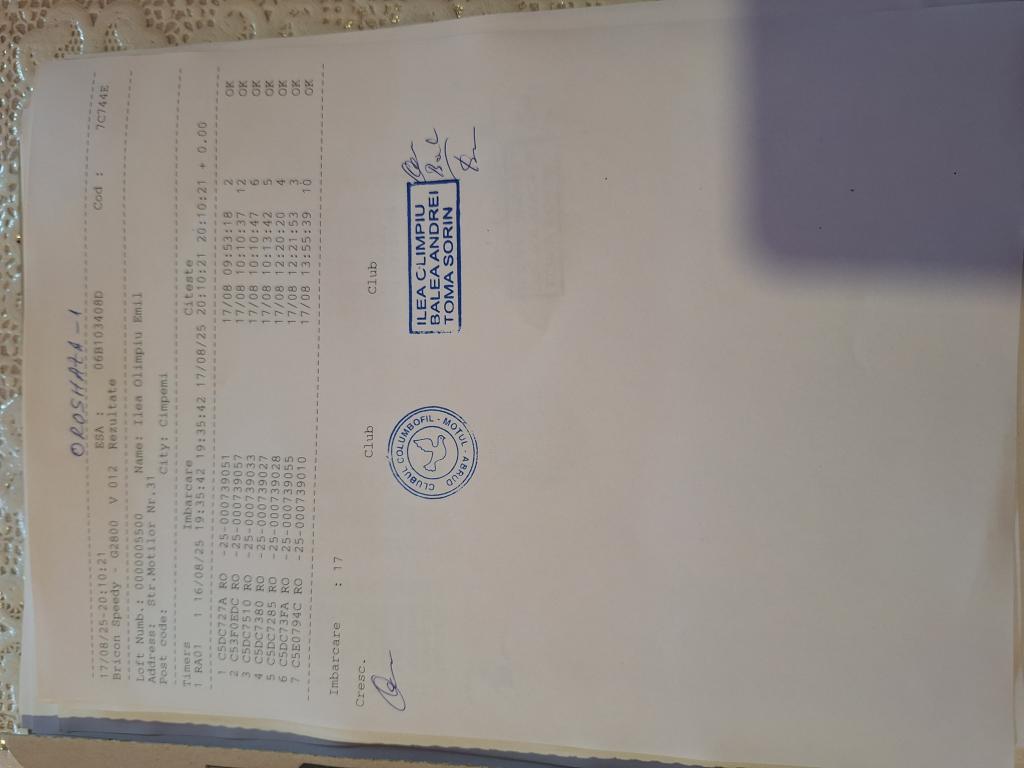 OROSHAZA-1
17/08/25-20:10:21 ESA : 06B103408D Cod : 7C744E
Bricon Speedy - G2800 V 012 Rezultate
Loft Numb.: 0000005500 Name: Ilea Olimpiu Emil
Address: Str.Motiilor Nr.31
Post code: City: Cimpemi
Timers Imbarcare Citeste
1 RA01 1 16/08/25 19:35:42 19:35:42 17/08/25 20:10:21 20:10:21 + 0.00
1 C5DC727A RO -25-000739051 17/08 09:53:18 2 OK
2 C53F0EDC RO -25-000739057 17/08 10:10:37 12 OK
3 C5DC7510 RO -25-000739033 17/08 10:10:47 6 OK
4 C5DC7380 RO -25-000739027 17/08 10:13:42 5 OK
5 C5DC7285 RO -25-000739028 17/08 12:20:20 4 OK
6 C5DC73FA RO -25-000739055 17/08 12:21:53 3 OK
7 C5E0794C RO -25-000739010 17/08 13:55:39 10 OK
Imbarcare : 17
Cresc. Club Club
CLUBUL COLUMBOFIL - MOTUL - ABRUD
ILEA OLIMPIU
BALEA ANDREI
TOMA SORIN